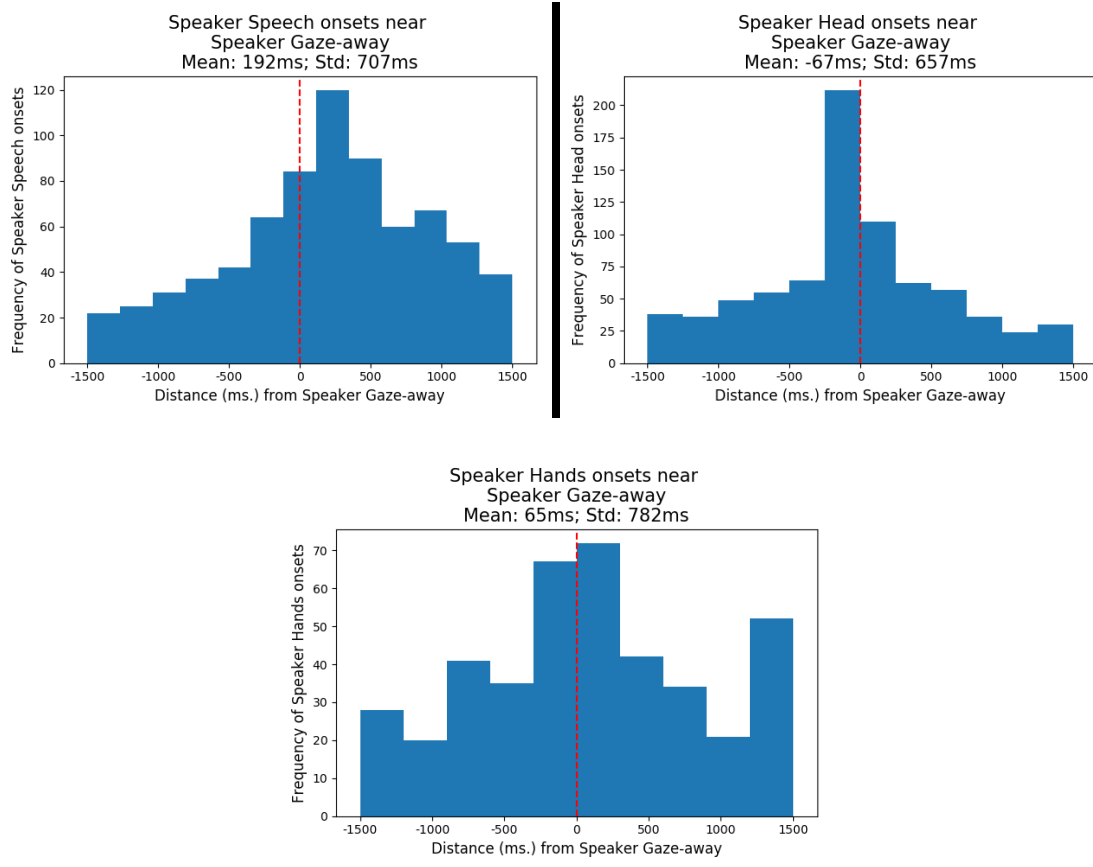 Speaker Speech onsets near
Speaker Gaze-away
Mean: 192ms; Std: 707ms
Frequency of Speaker Speech onsets
120
100
80
60
40
20
0
-1500 -1000 -500 0 500 1000 1500
Distance (ms.) from Speaker Gaze-away
Speaker Head onsets near
Speaker Gaze-away
Mean: -67ms; Std: 657ms
Frequency of Speaker Head onsets
200
175
150
125
100
75
50
25
0
-1500 -1000 -500 0 500 1000 1500
Distance (ms.) from Speaker Gaze-away
Speaker Hands onsets near
Speaker Gaze-away
Mean: 65ms; Std: 782ms
Frequency of Speaker Hands onsets
70
60
50
40
30
20
10
0
-1500 -1000 -500 0 500 1000 1500
Distance (ms.) from Speaker Gaze-away